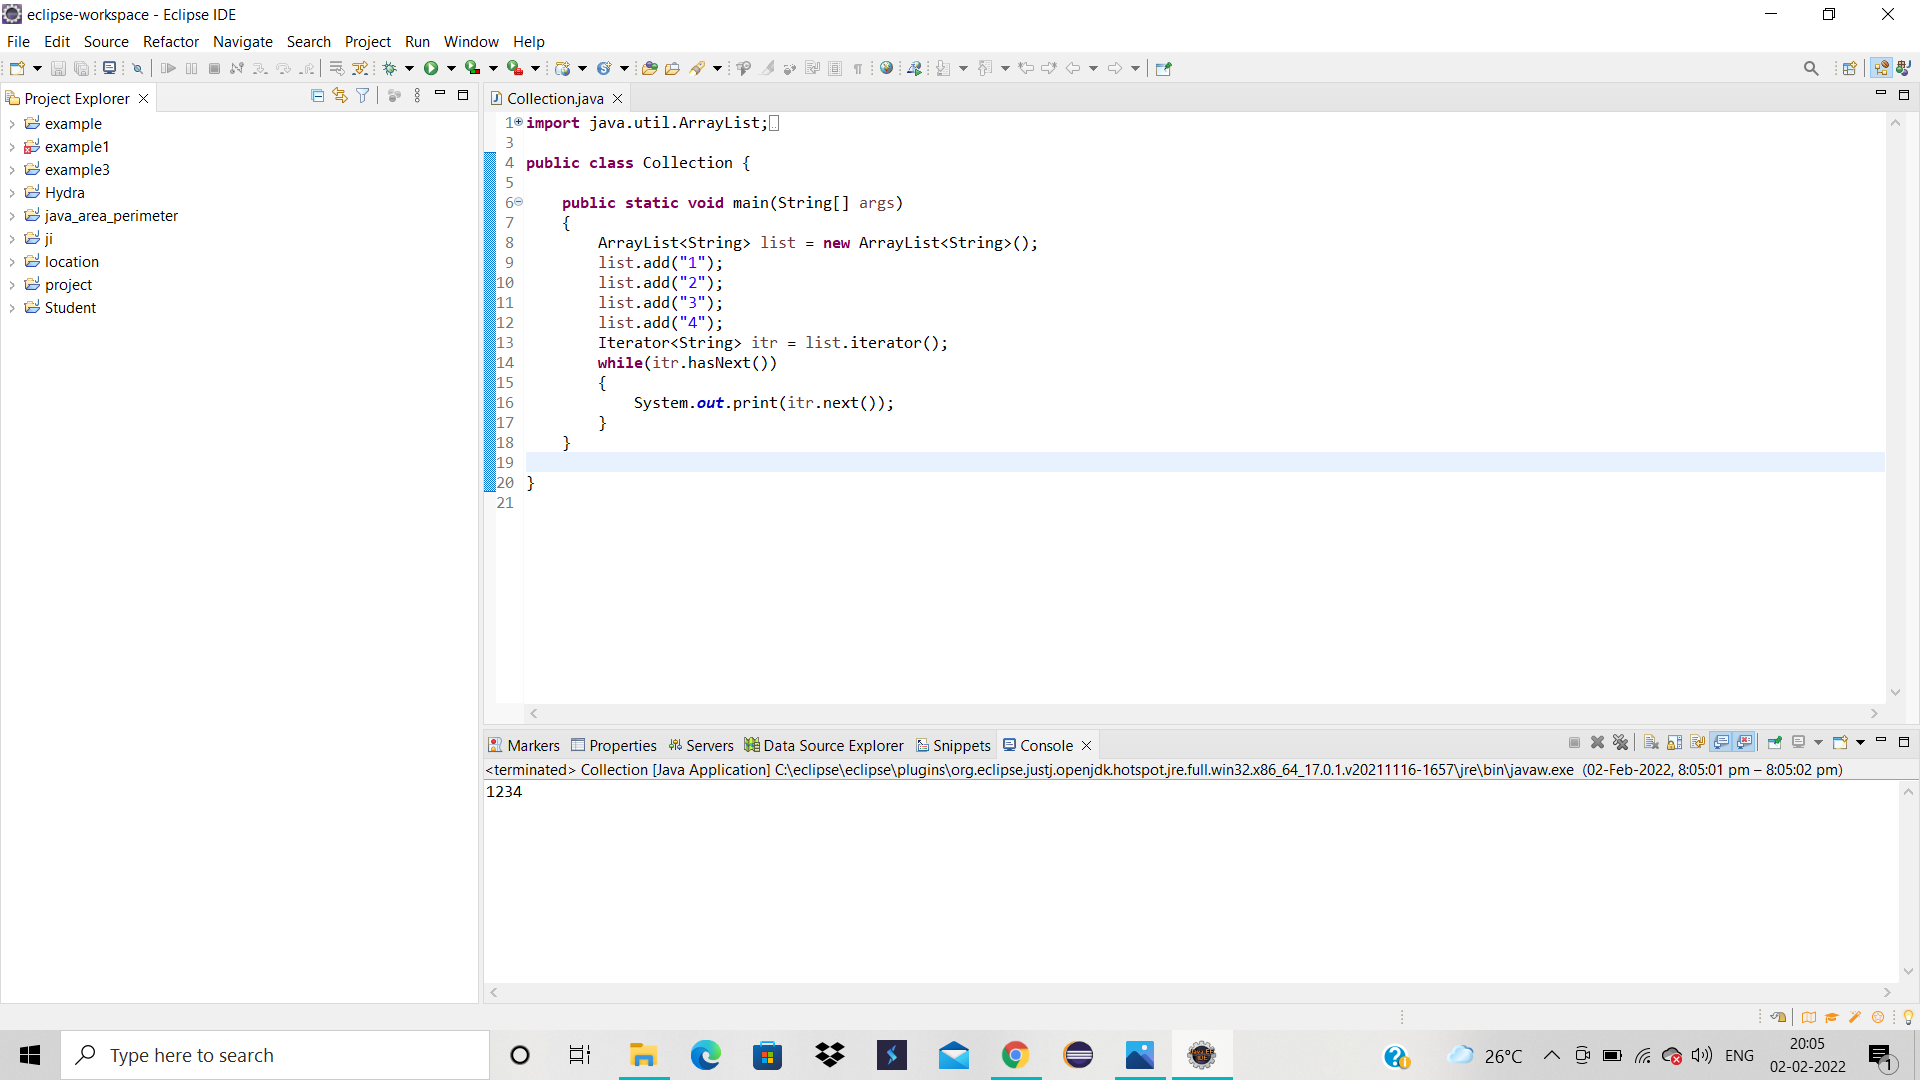 eclipse-workspace - Eclipse IDE
File Edit Source Refactor Navigate Search Project Run Window Help
Project Explorer
example
example1
example3
Hydra
java_area_perimeter
ji
location
project
Student
Collection.java
1 import java.util.ArrayList;
3
4 public class Collection {
5
6 public static void main(String[] args)
7 {
8 ArrayList<String> list = new ArrayList<String>();
9 list.add("1");
10 list.add("2");
11 list.add("3");
12 list.add("4");
13 Iterator<String> itr = list.iterator();
14 while(itr.hasNext())
15 {
16 System.out.print(itr.next());
17 }
18 }
19
20 }
21
Markers Properties Servers Data Source Explorer Snippets Console
<terminated> Collection [Java Application] C:\eclipse\eclipse\plugins\org.eclipse.justj.openjdk.hotspot.jre.full.win32.x86_64_17.0.1.v20211116-1657\jre\bin\javaw.exe (02-Feb-2022, 8:05:01 pm – 8:05:02 pm)
1234
Type here to search
26°C
ENG
20:05
02-02-2022
1